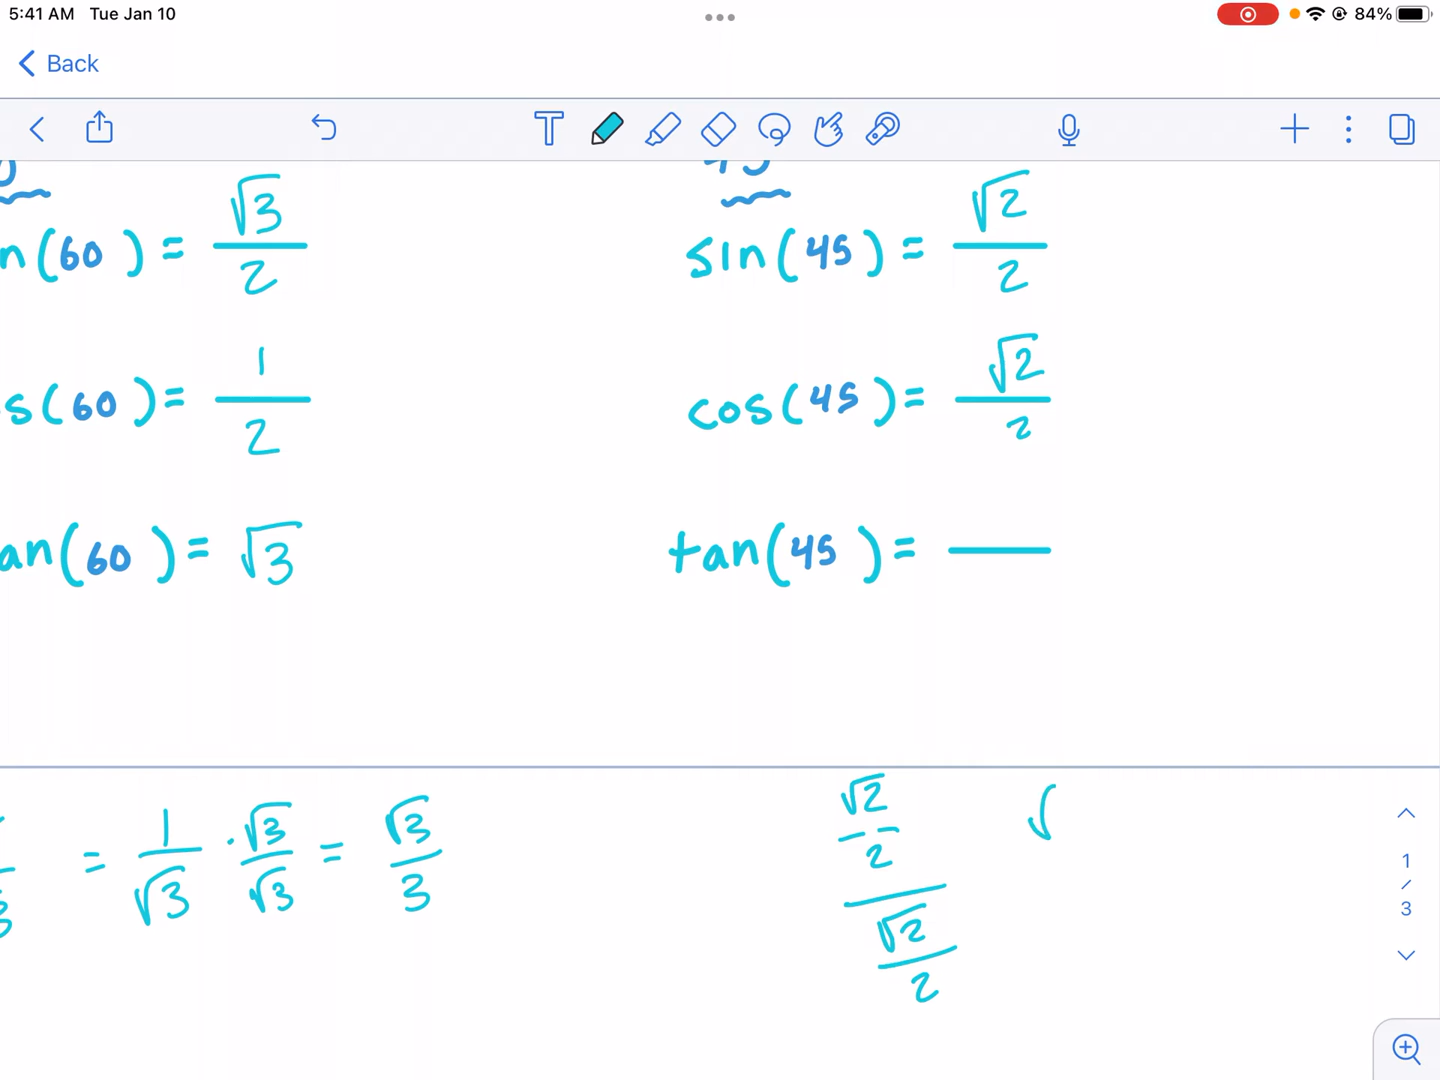 5:41 AM Tue Jan 10 84%
Back
45
n(60) = √3/2 sin(45) = √2/2
s(60) = 1/2 cos(45) = √2/2
an(60) = √3 tan(45) =
= 1/√3 · √3/√3 = √3/3
√2/2 √
√2/2
1
/
3